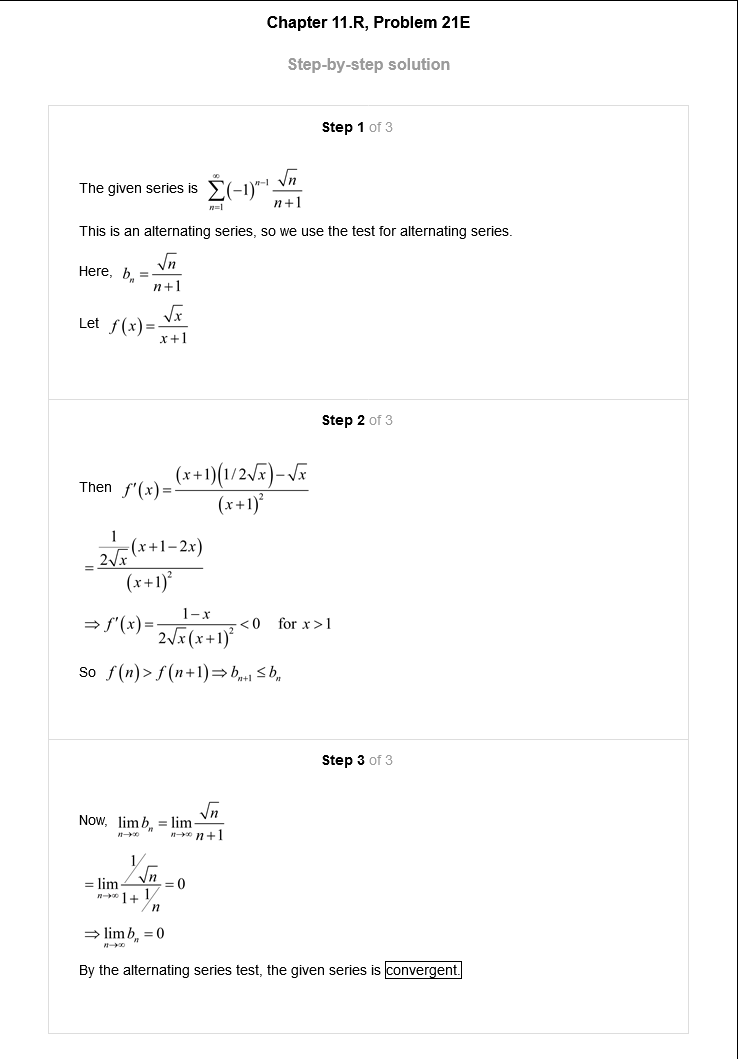 Chapter 11.R, Problem 21E
Step-by-step solution
Step 1 of 3
The given series is $\sum_{n=1}^{\infty}(-1)^{n-1}\frac{\sqrt{n}}{n+1}$
This is an alternating series, so we use the test for alternating series.
Here, $b_n = \frac{\sqrt{n}}{n+1}$
Let $f(x) = \frac{\sqrt{x}}{x+1}$
Step 2 of 3
Then $f'(x) = \frac{(x+1)(1/2\sqrt{x})-\sqrt{x}}{(x+1)^2}$
$= \frac{\frac{1}{2\sqrt{x}}(x+1-2x)}{(x+1)^2}$
$\Rightarrow f'(x) = \frac{1-x}{2\sqrt{x}(x+1)^2} < 0$ for $x > 1$
So $f(n) > f(n+1) \Rightarrow b_{n+1} \leq b_n$
Step 3 of 3
Now, $\lim_{n \to \infty} b_n = \lim_{n \to \infty} \frac{\sqrt{n}}{n+1}$
$= \lim_{n \to \infty} \frac{1/\sqrt{n}}{1+1/n} = 0$
$\Rightarrow \lim_{n \to \infty} b_n = 0$
By the alternating series test, the given series is convergent.